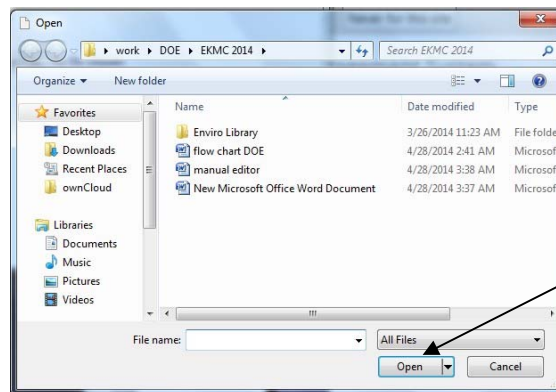 Open
work ▸ DOE ▸ EKMC 2014 ▸
Search EKMC 2014
Organize New folder
Name Date modified Type
Favorites
Desktop
Downloads
Recent Places
ownCloud
Libraries
Documents
Music
Pictures
Videos
Enviro Library 3/26/2014 11:23 AM File folde
flow chart DOE 4/28/2014 2:41 AM Microsof
manual editor 4/28/2014 3:38 AM Microsof
New Microsoft Office Word Document 4/28/2014 3:37 AM Microsof
File name: All Files
Open Cancel